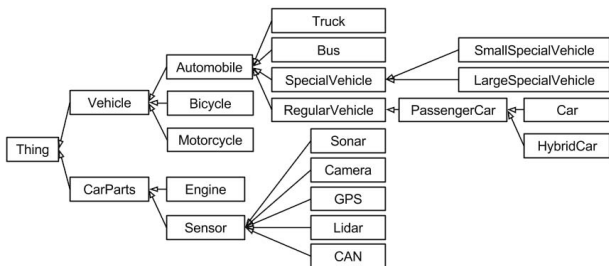 Truck
Bus
Automobile
SpecialVehicle
SmallSpecialVehicle
LargeSpecialVehicle
Vehicle
Bicycle
RegularVehicle
PassengerCar
Car
Motorcycle
HybridCar
Thing
Sonar
Camera
CarParts
Engine
GPS
Sensor
Lidar
CAN